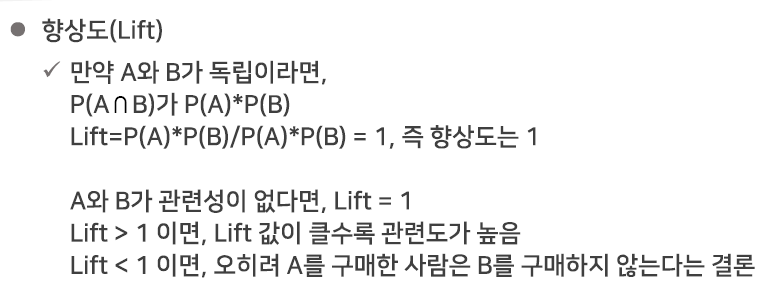 ● 향상도(Lift)
✓ 만약 A와 B가 독립이라면,
P(A∩B)가 P(A)*P(B)
Lift=P(A)*P(B)/P(A)*P(B) = 1, 즉 향상도는 1
A와 B가 관련성이 없다면, Lift = 1
Lift > 1 이면, Lift 값이 클수록 관련도가 높음
Lift < 1 이면, 오히려 A를 구매한 사람은 B를 구매하지 않는다는 결론